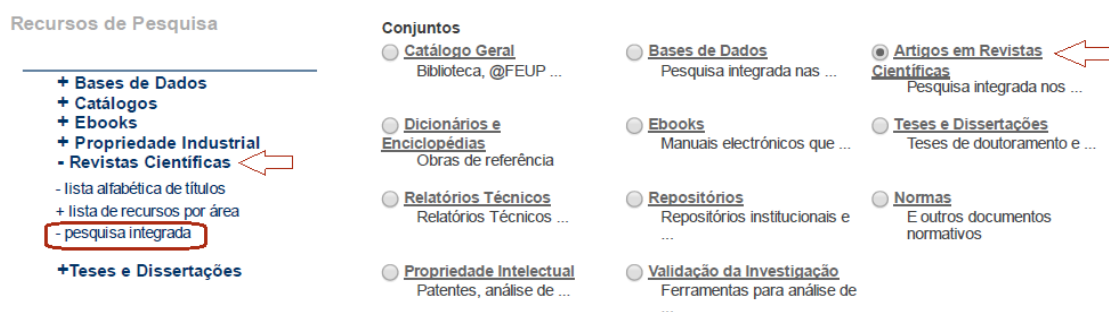 Recursos de Pesquisa
+ Bases de Dados
+ Catálogos
+ Ebooks
+ Propriedade Industrial
- Revistas Científicas
- lista alfabética de títulos
+ lista de recursos por área
- pesquisa integrada
+Teses e Dissertações
Conjuntos
Catálogo Geral
Biblioteca, @FEUP ...
Bases de Dados
Pesquisa integrada nas ...
Artigos em Revistas
Científicas
Pesquisa integrada nos ...
Dicionários e
Enciclopédias
Obras de referência
Ebooks
Manuais electrónicos que ...
Teses e Dissertações
Teses de doutoramento e ...
Relatórios Técnicos
Relatórios Técnicos ...
Repositórios
Repositórios institucionais e
...
Normas
E outros documentos
normativos
Propriedade Intelectual
Patentes, análise de ...
Validação da Investigação
Ferramentas para análise de
...